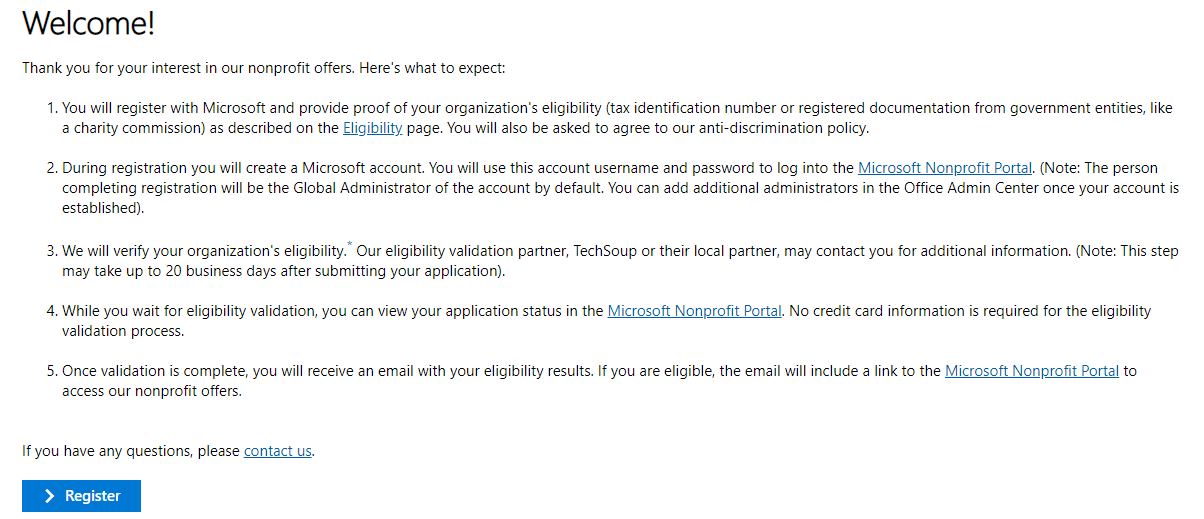 Welcome!
Thank you for your interest in our nonprofit offers. Here's what to expect:
1. You will register with Microsoft and provide proof of your organization's eligibility (tax identification number or registered documentation from government entities, like
a charity commission) as described on the Eligibility page. You will also be asked to agree to our anti-discrimination policy.
2. During registration you will create a Microsoft account. You will use this account username and password to log into the Microsoft Nonprofit Portal. (Note: The person
completing registration will be the Global Administrator of the account by default. You can add additional administrators in the Office Admin Center once your account is
established).
3. We will verify your organization's eligibility.* Our eligibility validation partner, TechSoup or their local partner, may contact you for additional information. (Note: This step
may take up to 20 business days after submitting your application).
4. While you wait for eligibility validation, you can view your application status in the Microsoft Nonprofit Portal. No credit card information is required for the eligibility
validation process.
5. Once validation is complete, you will receive an email with your eligibility results. If you are eligible, the email will include a link to the Microsoft Nonprofit Portal to
access our nonprofit offers.
If you have any questions, please contact us.
Register